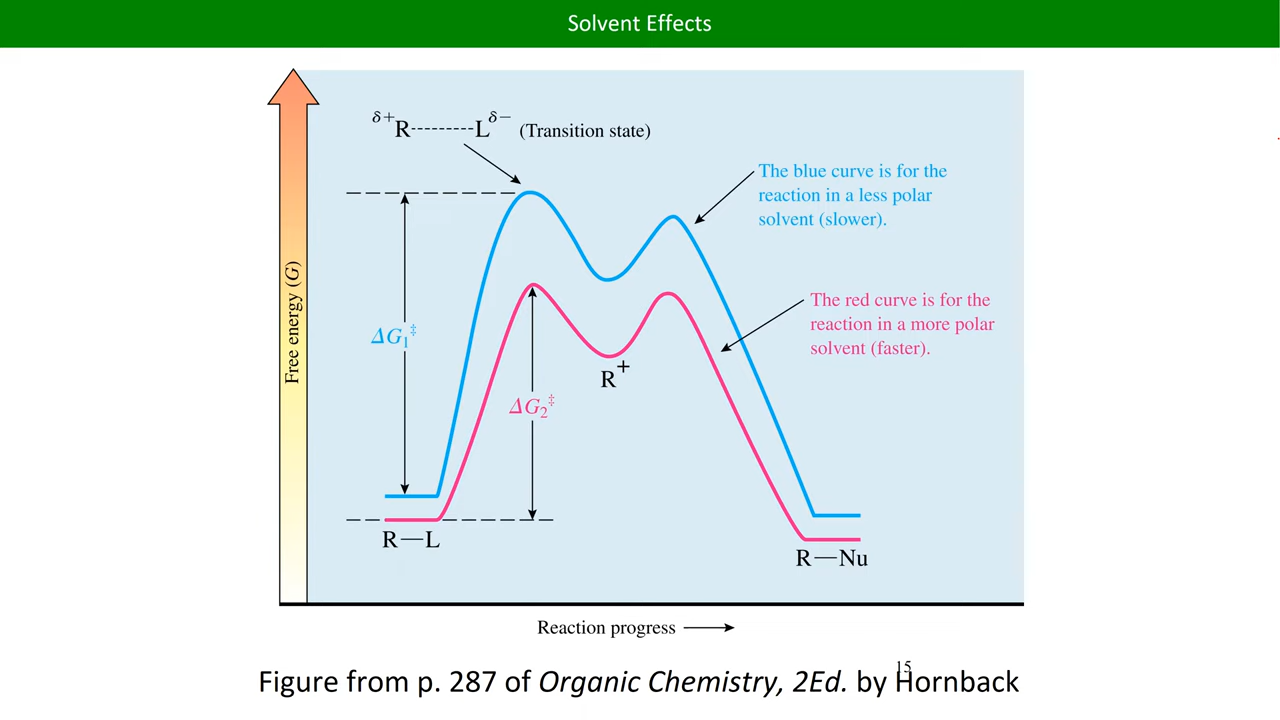 Solvent Effects
δ+R---------Lδ− (Transition state)
The blue curve is for the
reaction in a less polar
solvent (slower).
Free energy (G)
The red curve is for the
reaction in a more polar
solvent (faster).
ΔG1‡
R+
ΔG2‡
R—L
R—Nu
Reaction progress
15
Figure from p. 287 of Organic Chemistry, 2Ed. by Hornback